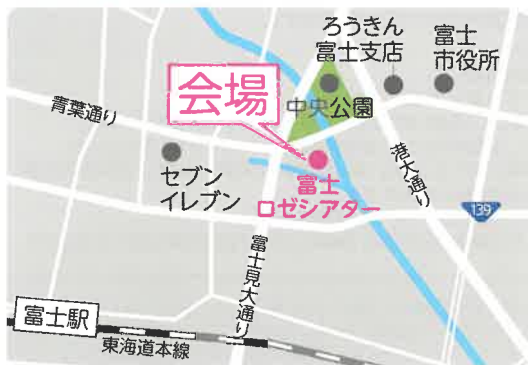 ろうきん
富士支店
富士
市役所
会場
中央公園
青葉通り
セブン
イレブン
富士
ロゼシアター
港大通り
139
富士見大通り
富士駅
東海道本線